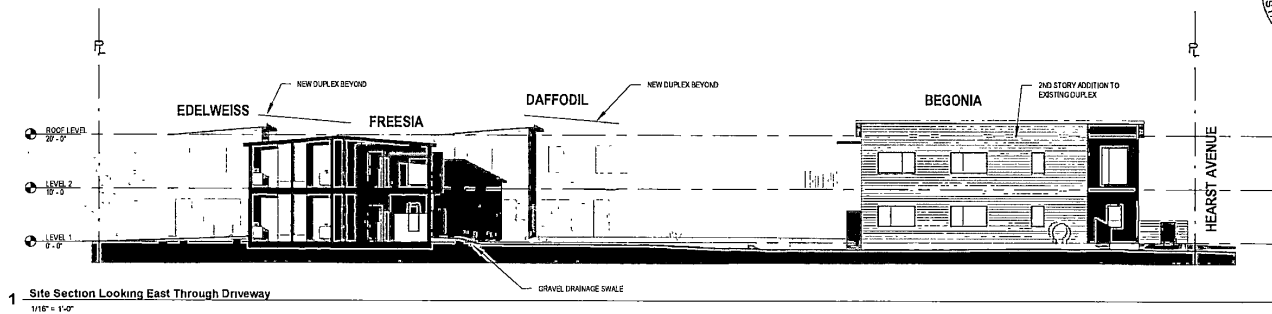 PL
PL
NEW DUPLEX BEYOND
EDELWEISS
FREESIA
DAFFODIL
NEW DUPLEX BEYOND
BEGONIA
2ND STORY ADDITION TO
EXISTING DUPLEX
ROOF LEVEL
20' - 0"
LEVEL 2
10' - 0
LEVEL 1
0' - 0"
HEARST AVENUE
GRAVEL DRAINAGE SWALE
1 Site Section Looking East Through Driveway
1/16" = 1'-0"